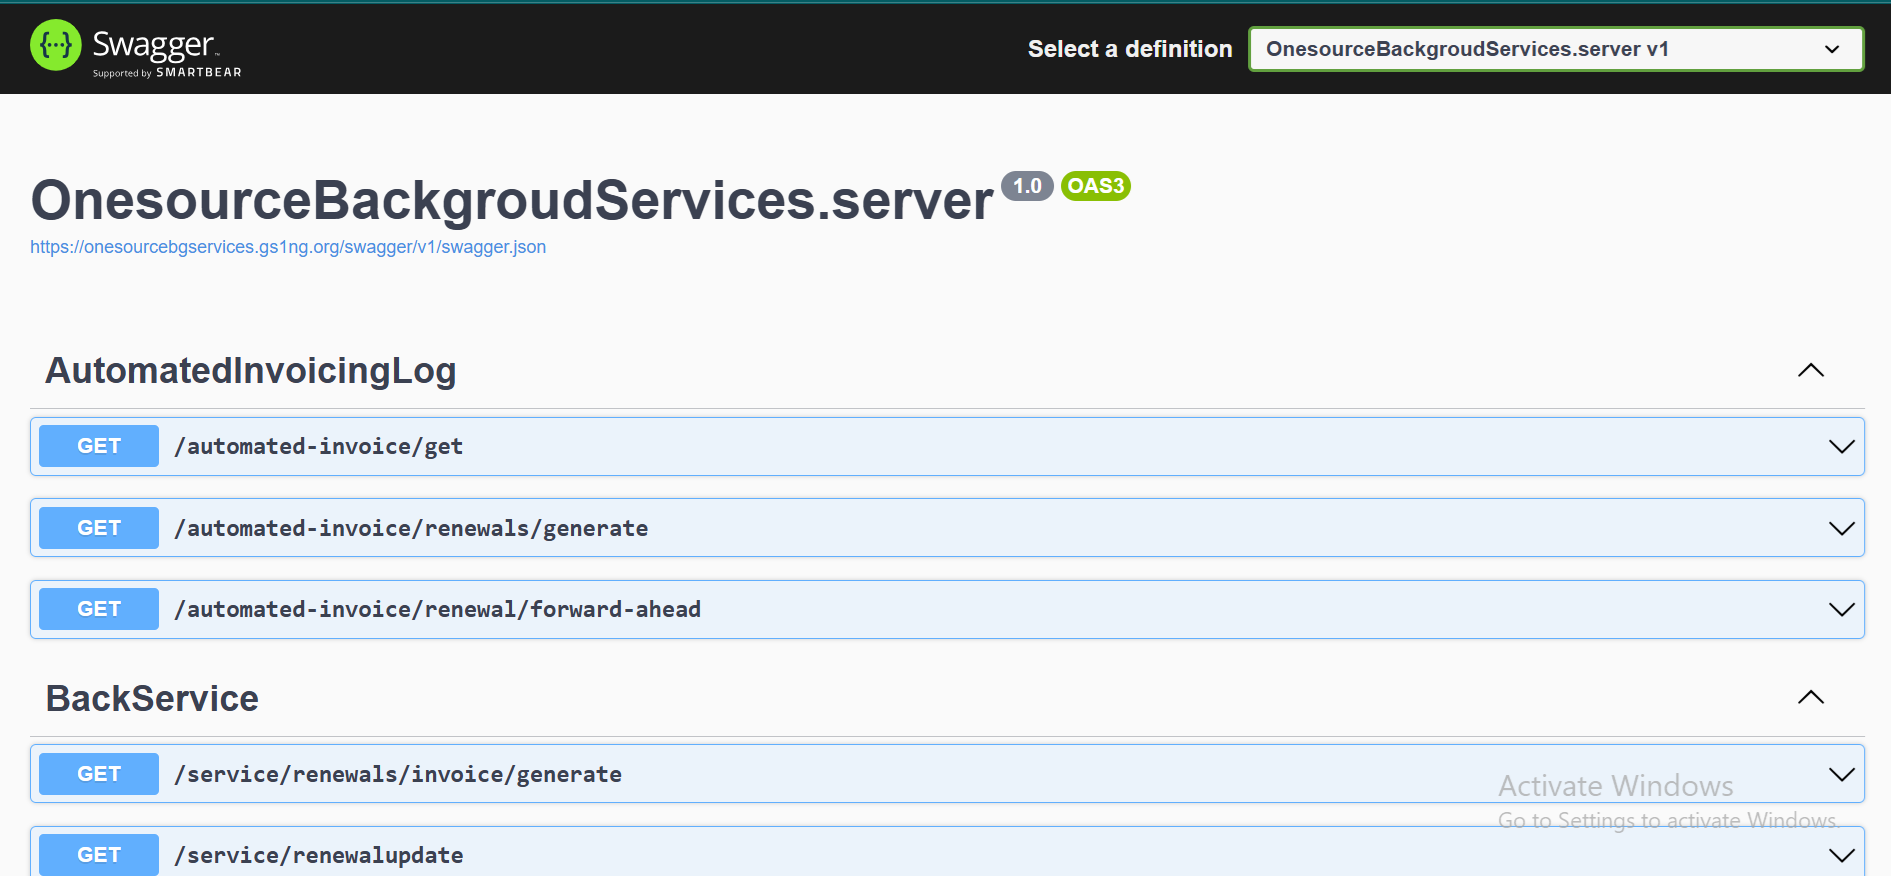 Swagger™
Supported by SMARTBEAR
Select a definition
OnesourceBackgroudServices.server v1
OnesourceBackgroudServices.server 1.0 OAS3
https://onesourcebgservices.gs1ng.org/swagger/v1/swagger.json
AutomatedInvoicingLog
GET /automated-invoice/get
GET /automated-invoice/renewals/generate
GET /automated-invoice/renewal/forward-ahead
BackService
GET /service/renewals/invoice/generate
Activate Windows
Go to Settings to activate Windows.
GET /service/renewalupdate